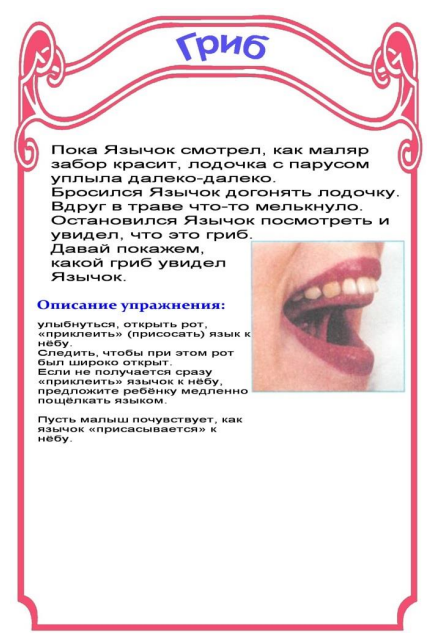 Гриб
Пока Язычок смотрел, как маляр
забор красит, лодочка с парусом
уплыла далеко-далеко.
Бросился Язычок догонять лодочку.
Вдруг в траве что-то мелькнуло.
Остановился Язычок посмотреть и
увидел, что это гриб.
Давай покажем,
какой гриб увидел
Язычок.
Описание упражнения:
улыбнуться, открыть рот,
«приклеить» (присосать) язык к
нёбу.
Следить, чтобы при этом рот
был широко открыт.
Если не получается сразу
«приклеить» язычок к нёбу,
предложите ребёнку медленно
пощёлкать языком.
Пусть малыш почувствует, как
язычок «присасывается» к
нёбу.